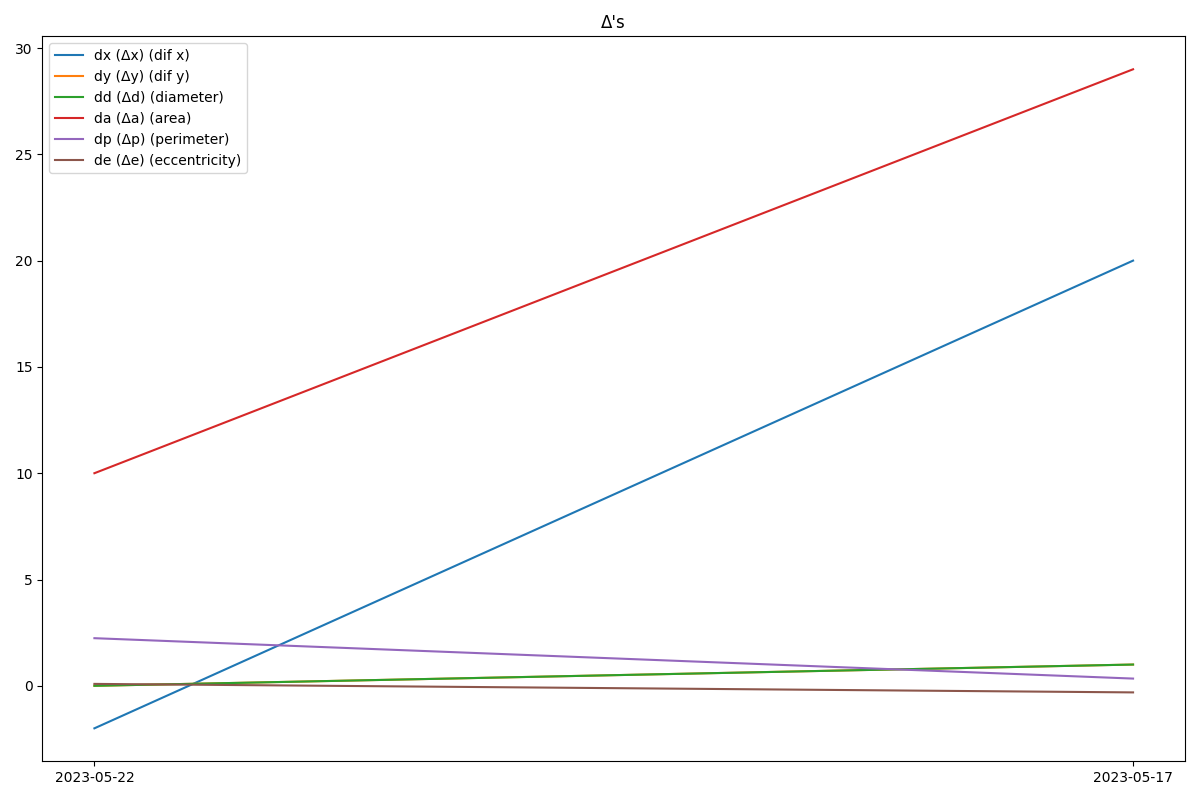 Δ's
dx (Δx) (dif x)
dy (Δy) (dif y)
dd (Δd) (diameter)
da (Δa) (area)
dp (Δp) (perimeter)
de (Δe) (eccentricity)
30
25
20
15
10
5
0
2023-05-22 2023-05-17